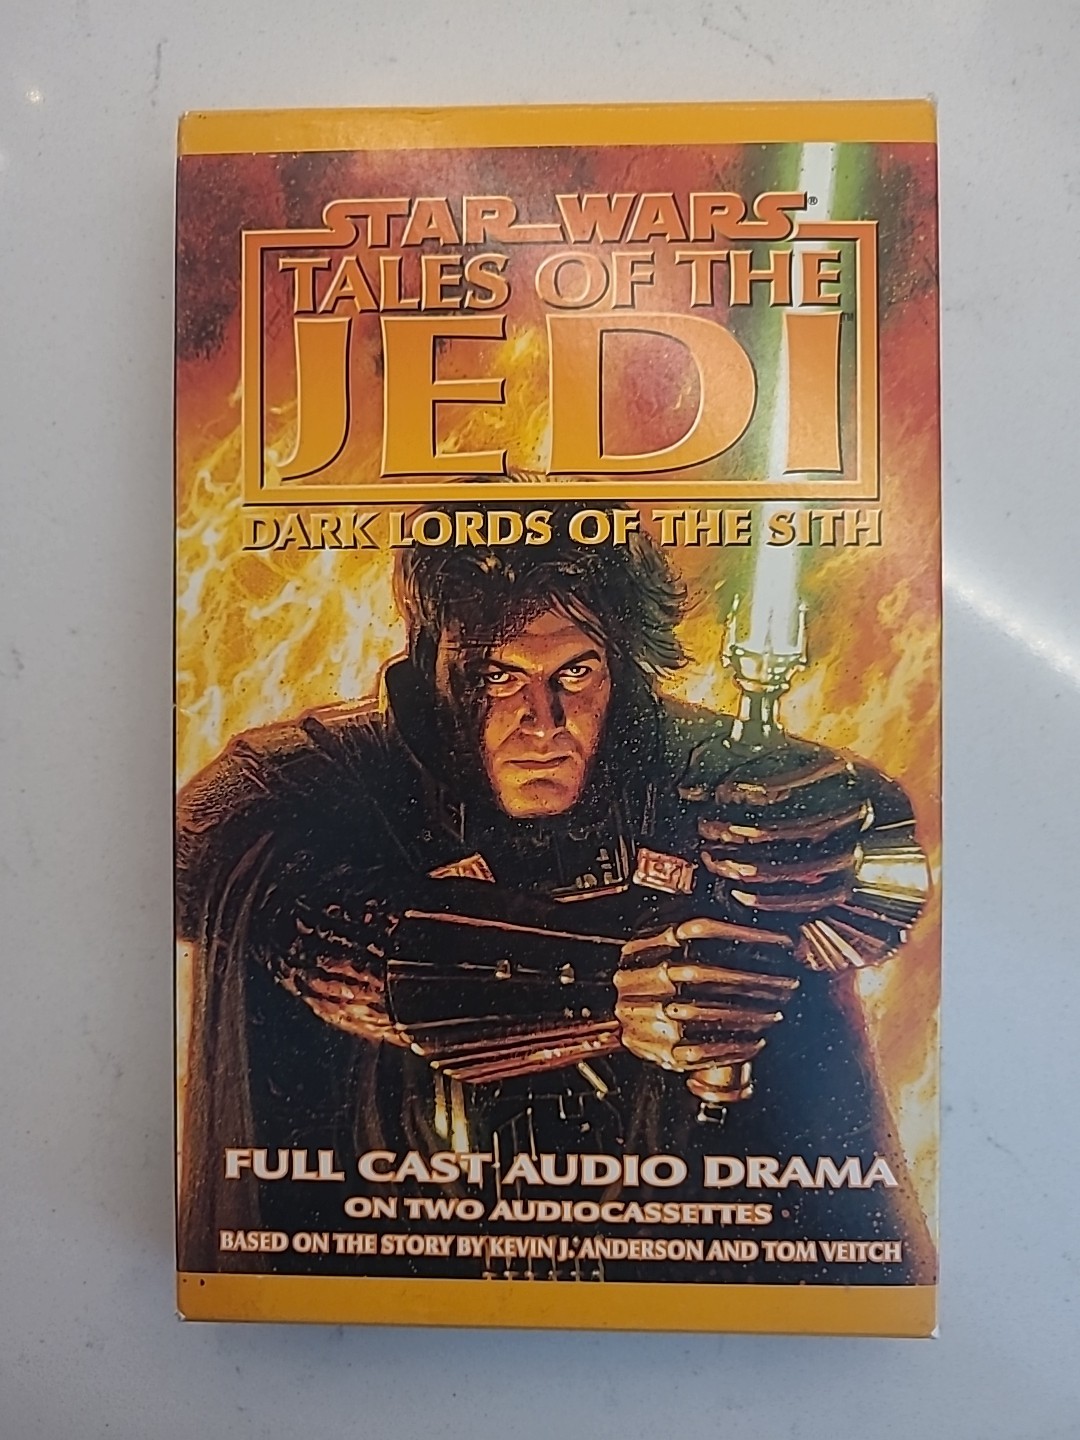 STAR WARS®
TALES OF THE
JEDI™
DARK LORDS OF THE SITH
FULL CAST AUDIO DRAMA
ON TWO AUDIOCASSETTES
BASED ON THE STORY BY KEVIN J. ANDERSON AND TOM VEITCH